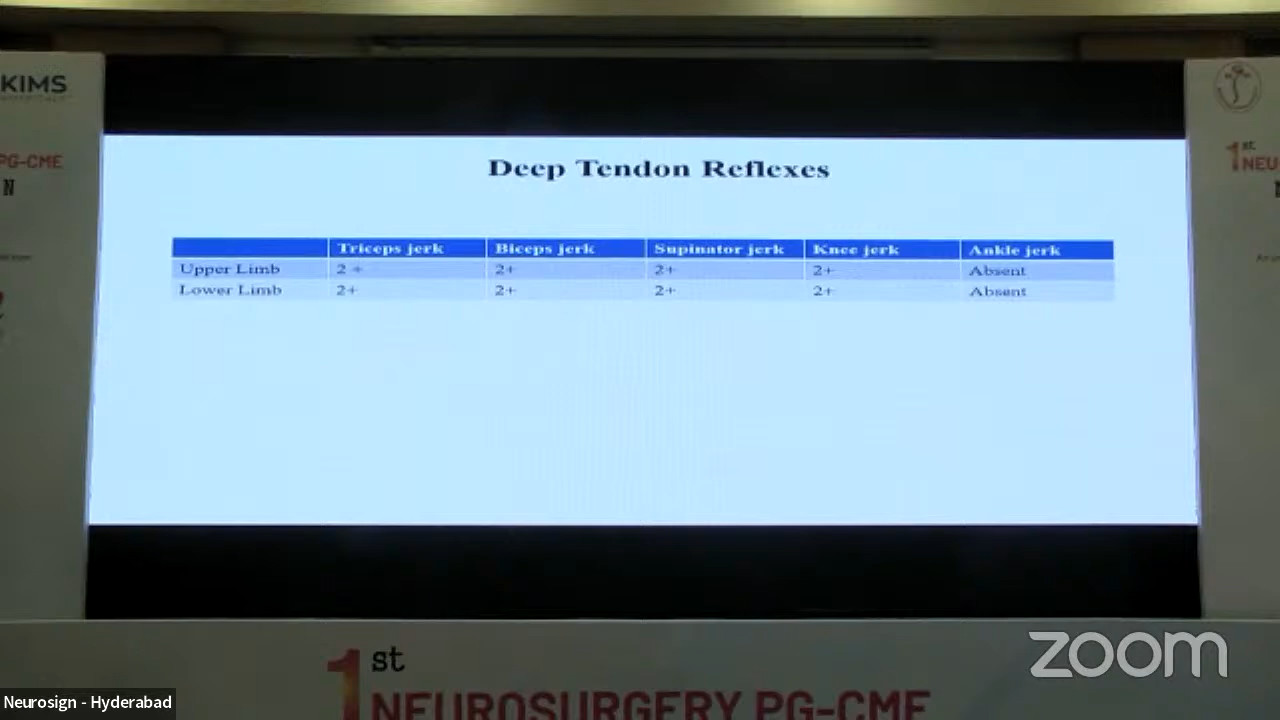 KIMS
PG-CME
N
1st
NEU
Deep Tendon Reflexes
Triceps jerk Biceps jerk Supinator jerk Knee jerk Ankle jerk
Upper Limb 2 + 2+ 2+ 2+ Absent
Lower Limb 2+ 2+ 2+ 2+ Absent
1st
NEUROSURGERY PG-CME
zoom
Neurosign - Hyderabad